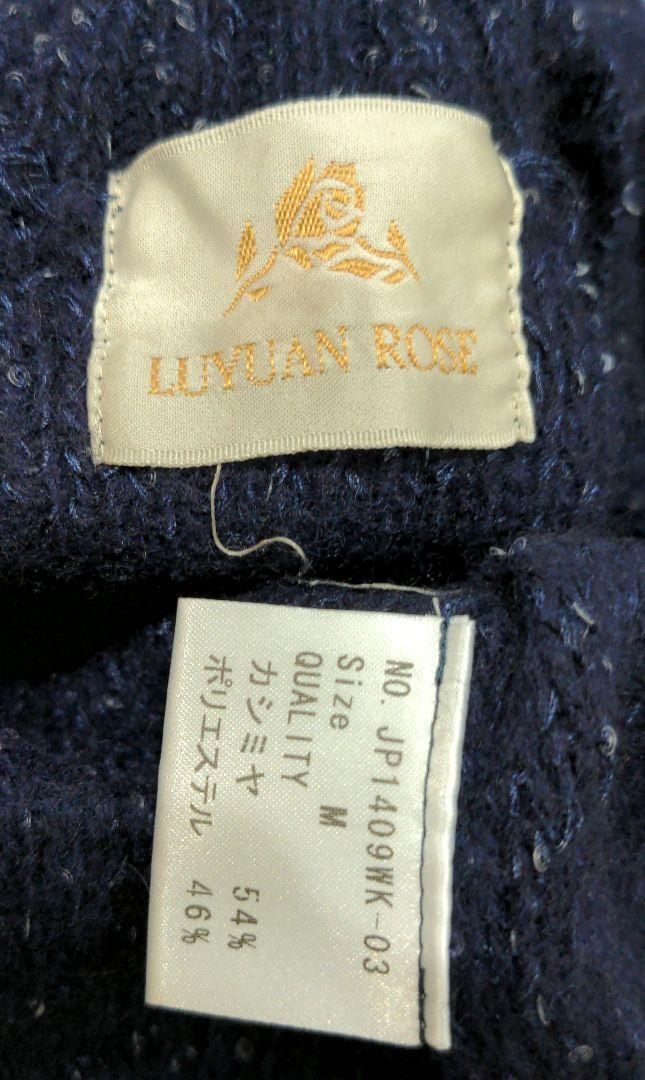 LUYUAN ROSE
NO. JP1409WK-03
Size M
QUALITY
カシミヤ 54%
ポリエステル 46%